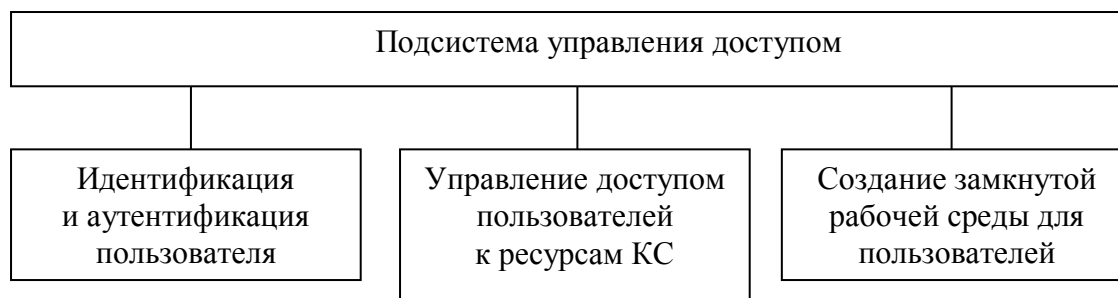 Подсистема управления доступом
Идентификация
и аутентификация
пользователя
Управление доступом
пользователей
к ресурсам КС
Создание замкнутой
рабочей среды для
пользователей